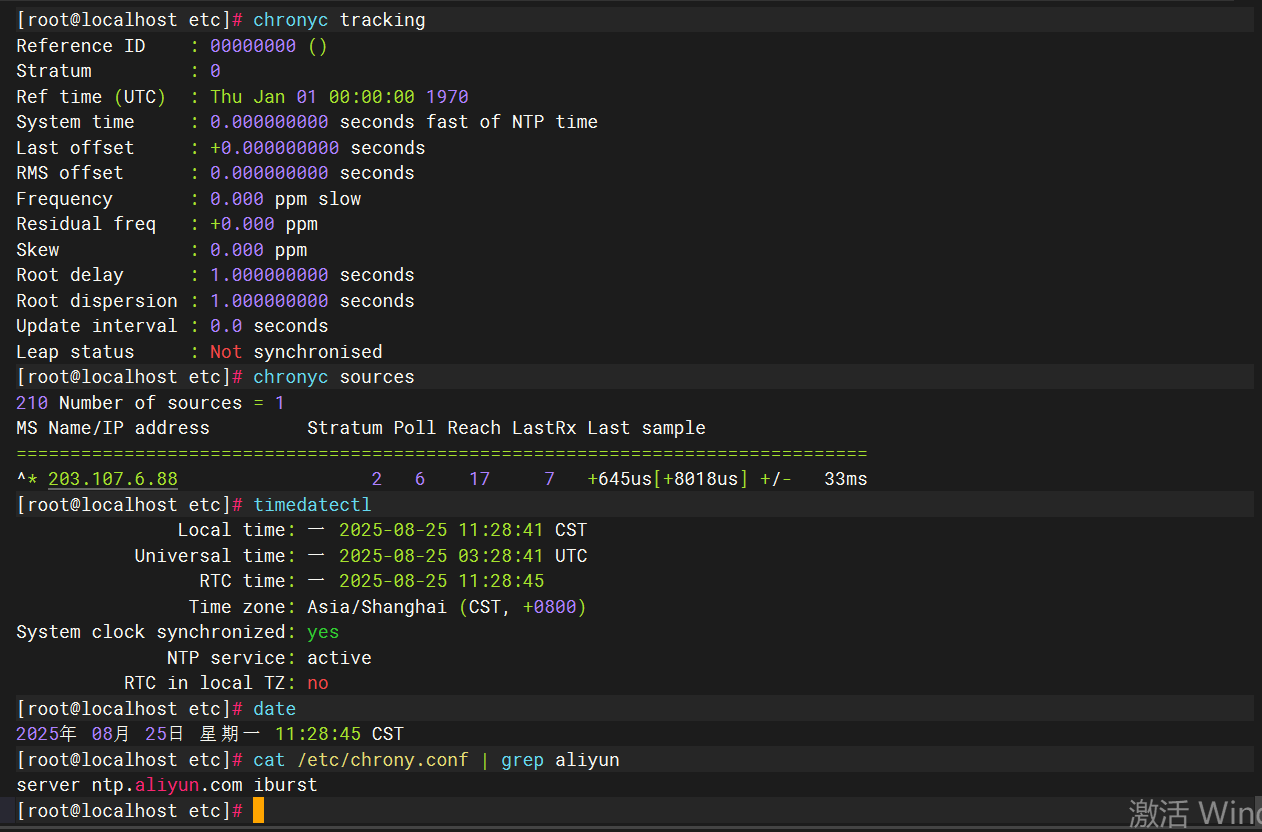 [root@localhost etc]# chronyc tracking
Reference ID    : 00000000 ()
Stratum         : 0
Ref time (UTC)  : Thu Jan 01 00:00:00 1970
System time     : 0.000000000 seconds fast of NTP time
Last offset     : +0.000000000 seconds
RMS offset      : 0.000000000 seconds
Frequency       : 0.000 ppm slow
Residual freq   : +0.000 ppm
Skew            : 0.000 ppm
Root delay      : 1.000000000 seconds
Root dispersion : 1.000000000 seconds
Update interval : 0.0 seconds
Leap status     : Not synchronised
[root@localhost etc]# chronyc sources
210 Number of sources = 1
MS Name/IP address         Stratum Poll Reach LastRx Last sample
===============================================================================
^* 203.107.6.88                  2   6    17     7   +645us[+8018us] +/-   33ms
[root@localhost etc]# timedatectl
               Local time: 一 2025-08-25 11:28:41 CST
           Universal time: 一 2025-08-25 03:28:41 UTC
                 RTC time: 一 2025-08-25 11:28:45
                Time zone: Asia/Shanghai (CST, +0800)
System clock synchronized: yes
              NTP service: active
          RTC in local TZ: no
[root@localhost etc]# date
2025年 08月 25日 星期一 11:28:45 CST
[root@localhost etc]# cat /etc/chrony.conf | grep aliyun
server ntp.aliyun.com iburst
[root@localhost etc]#
激活